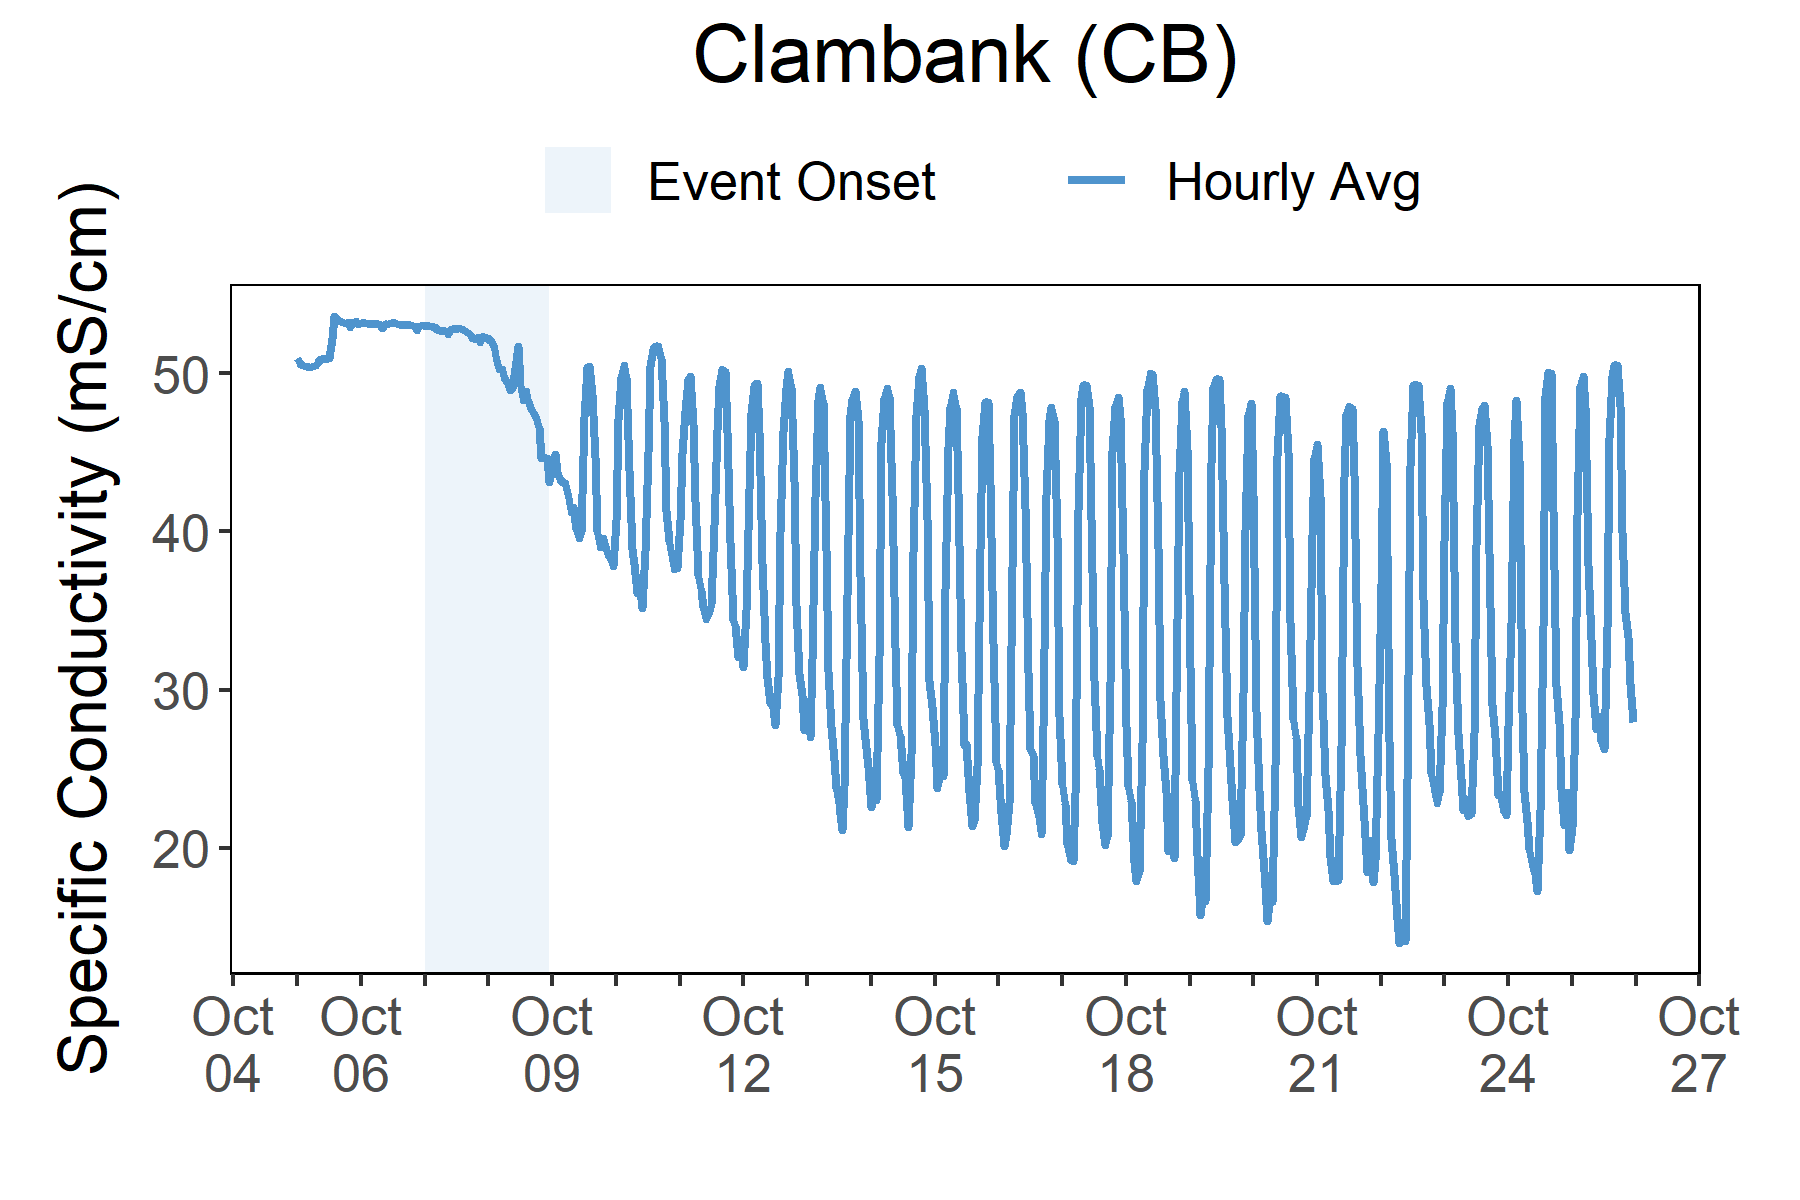 Clambank (CB)
Event Onset
Hourly Avg
Specific Conductivity (mS/cm)
50
40
30
20
Oct 04
Oct 06
Oct 09
Oct 12
Oct 15
Oct 18
Oct 21
Oct 24
Oct 27